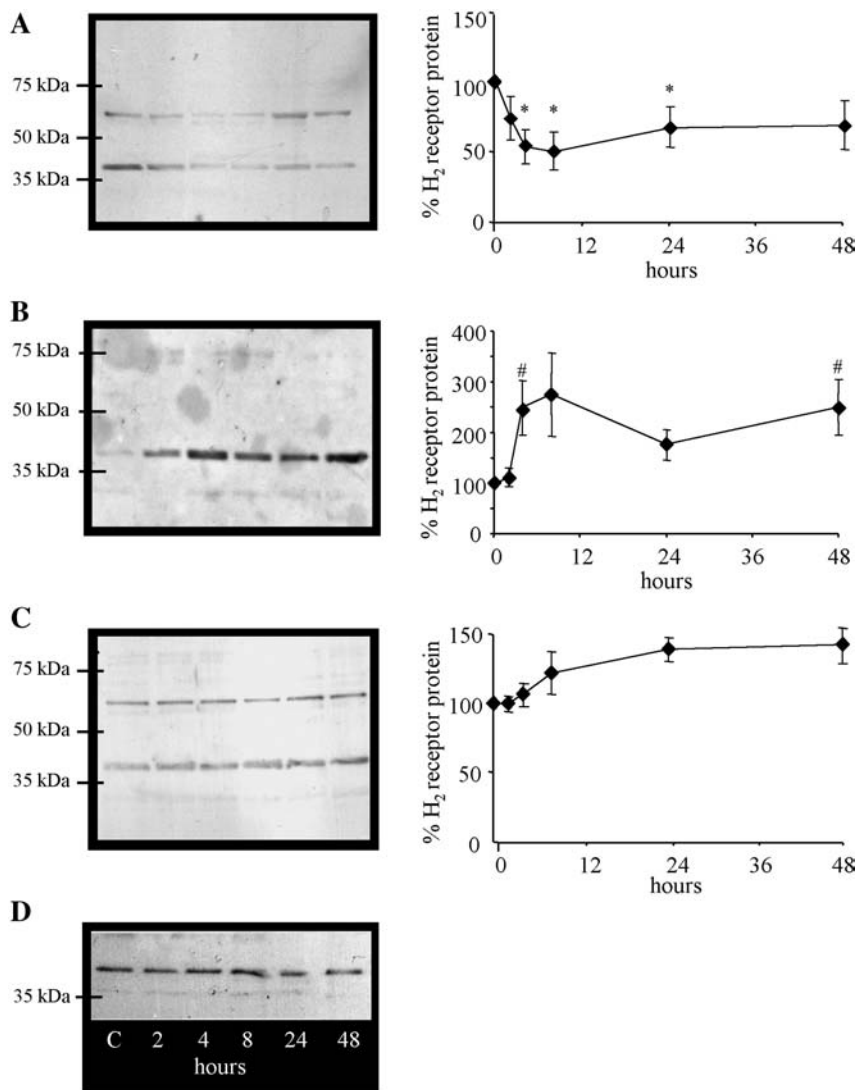 A
75 kDa
50 kDa
35 kDa
% H₂ receptor protein
150
100
50
0
* * *
0 12 24 36 48
hours
B
75 kDa
50 kDa
35 kDa
% H₂ receptor protein
400
300
200
100
0
# #
0 12 24 36 48
hours
C
75 kDa
50 kDa
35 kDa
% H₂ receptor protein
150
100
50
0
0 12 24 36 48
hours
D
35 kDa
C 2 4 8 24 48
hours